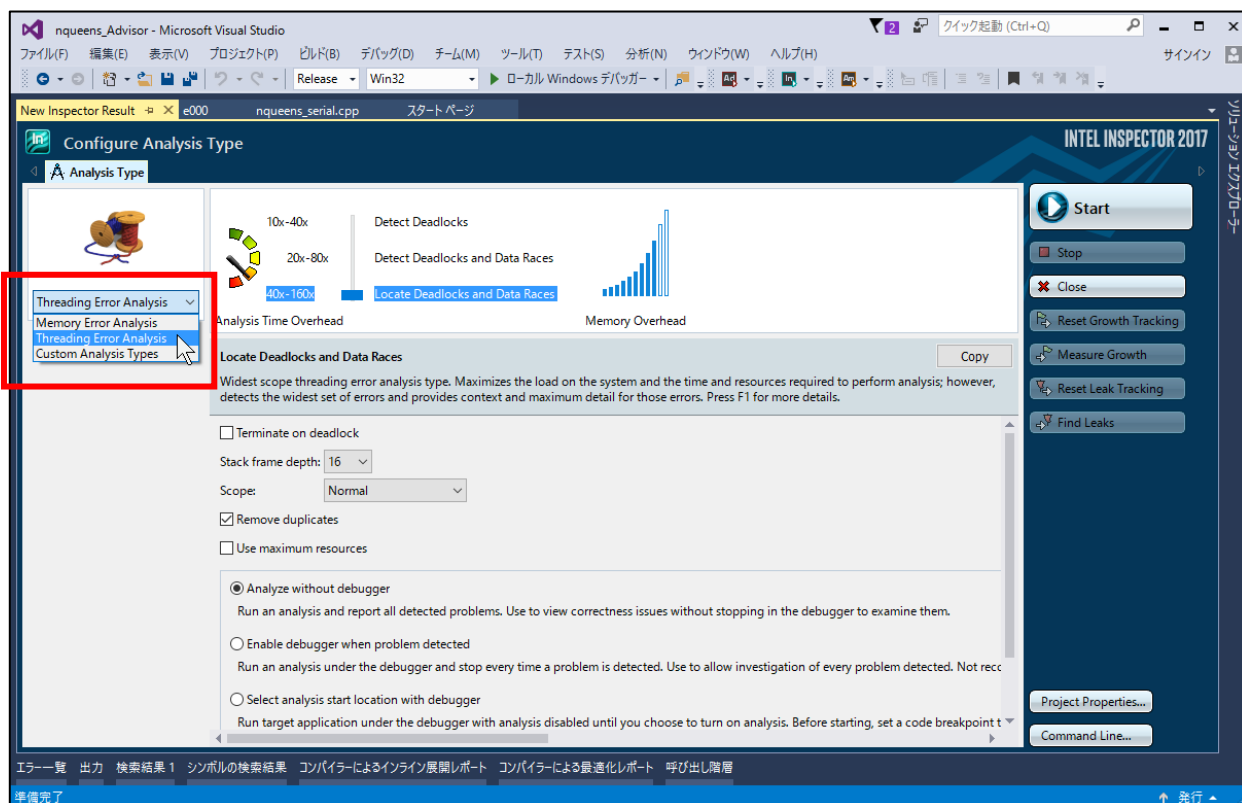 nqueens_Advisor - Microsoft Visual Studio
2
クイック起動 (Ctrl+Q)
ファイル(F) 編集(E) 表示(V) プロジェクト(P) ビルド(B) デバッグ(D) チーム(M) ツール(T) テスト(S) 分析(N) ウィンドウ(W) ヘルプ(H)
サインイン
Release Win32 ローカル Windows デバッガー
New Inspector Result e000 nqueens_serial.cpp スタート ページ
ソリューション エクスプローラー
Configure Analysis Type
INTEL INSPECTOR 2017
Analysis Type
10x-40x Detect Deadlocks
20x-80x Detect Deadlocks and Data Races
40x-160x Locate Deadlocks and Data Races
Analysis Time Overhead Memory Overhead
Threading Error Analysis
Memory Error Analysis
Threading Error Analysis
Custom Analysis Types
Locate Deadlocks and Data Races
Copy
Widest scope threading error analysis type. Maximizes the load on the system and the time and resources required to perform analysis; however,
detects the widest set of errors and provides context and maximum detail for those errors. Press F1 for more details.
Terminate on deadlock
Stack frame depth: 16
Scope: Normal
Remove duplicates
Use maximum resources
Analyze without debugger
Run an analysis and report all detected problems. Use to view correctness issues without stopping in the debugger to examine them.
Enable debugger when problem detected
Run an analysis under the debugger and stop every time a problem is detected. Use to allow investigation of every problem detected. Not recc
Select analysis start location with debugger
Run target application under the debugger with analysis disabled until you choose to turn on analysis. Before starting, set a code breakpoint t
Start
Stop
Close
Reset Growth Tracking
Measure Growth
Reset Leak Tracking
Find Leaks
Project Properties...
Command Line...
エラー一覧 出力 検索結果 1 シンボルの検索結果 コンパイラーによるインライン展開レポート コンパイラーによる最適化レポート 呼び出し階層
準備完了
発行